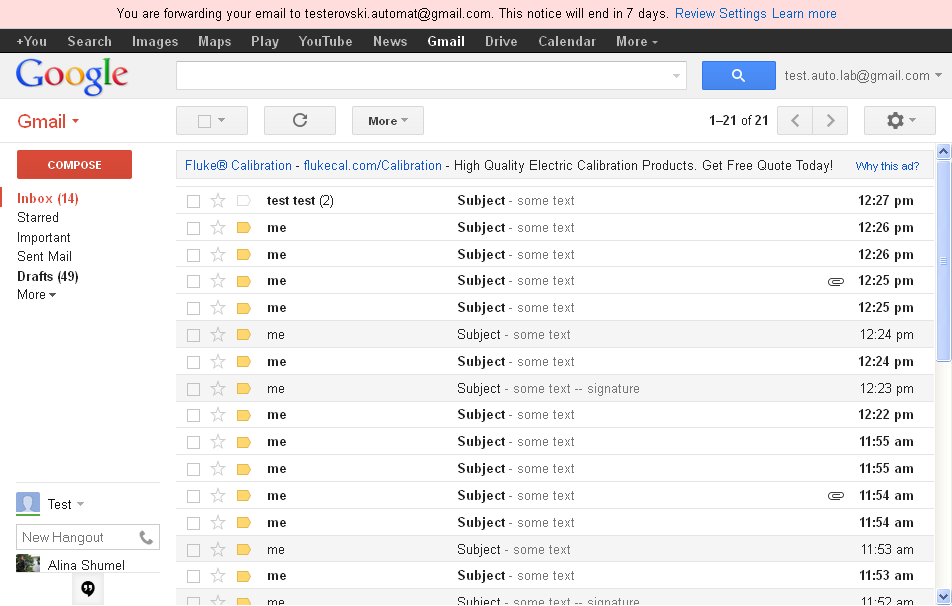 You are forwarding your email to testerovski.automat@gmail.com. This notice will end in 7 days. Review Settings Learn more
+You Search Images Maps Play YouTube News Gmail Drive Calendar More
Google
test.auto.lab@gmail.com
Gmail
More
1–21 of 21
COMPOSE
Inbox (14)
Starred
Important
Sent Mail
Drafts (49)
More
Fluke® Calibration - flukecal.com/Calibration - High Quality Electric Calibration Products. Get Free Quote Today! Why this ad?
test test (2) Subject - some text 12:27 pm
me Subject - some text 12:26 pm
me Subject - some text 12:26 pm
me Subject - some text 12:25 pm
me Subject - some text 12:25 pm
me Subject - some text 12:24 pm
me Subject - some text 12:24 pm
me Subject - some text -- signature 12:23 pm
me Subject - some text 12:22 pm
me Subject - some text 11:55 am
me Subject - some text 11:55 am
me Subject - some text 11:54 am
me Subject - some text 11:54 am
me Subject - some text 11:53 am
me Subject - some text 11:53 am
me Subject - some text -- signature 11:52 am
Test
New Hangout
Alina Shumel